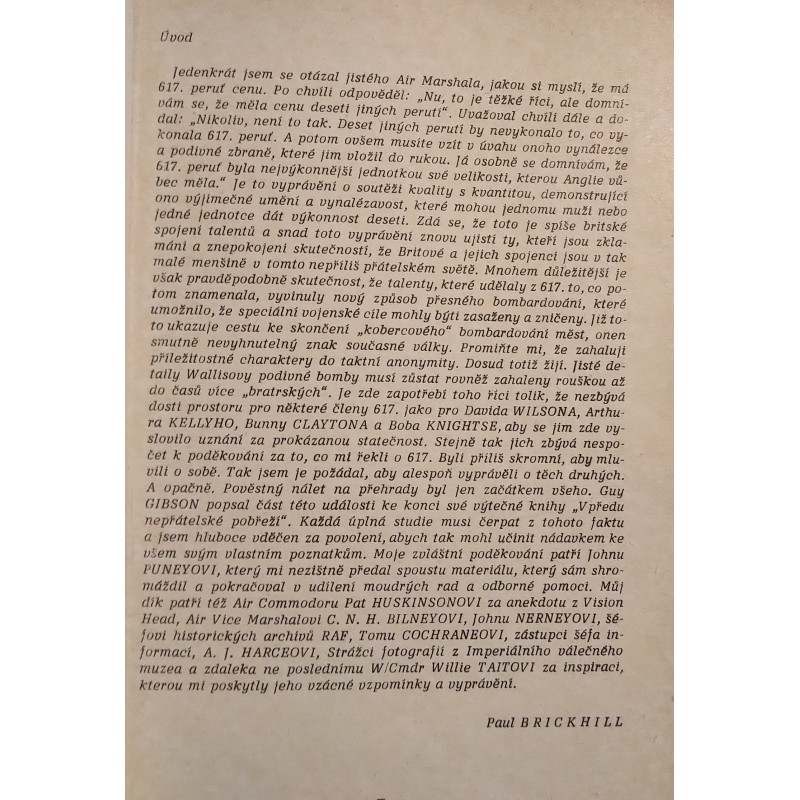 Úvod
Jedenkrát jsem se otázal jistého Air Marshala, jakou si myslí, že má
617. peruť cenu. Po chvíli odpověděl: „Nu, to je těžké říci, ale domní-
vám se, že měla cenu deseti jiných perutí“. Uvažoval chvíli dále a do-
dal: „Nikoliv, není to tak. Deset jiných perutí by nevykonalo to, co vy-
konala 617. peruť. A potom ovšem musíte vzít v úvahu onoho vynálezce
a podivné zbraně, které jim vložil do rukou. Já osobně se domnívám, že
617. peruť byla nejvýkonnější jednotkou své velikosti, kterou Anglie vů-
bec měla.“ Je to vyprávění o soutěži kvality s kvantitou, demonstrující
ono výjimečné umění a vynalézavost, které mohou jednomu muži nebo
jedné jednotce dát výkonnost deseti. Zdá se, že toto je spíše britské
spojení talentů a snad toto vyprávění znovu ujistí ty, kteří jsou zkla-
máni a znepokojeni skutečností, že Britové a jejich spojenci jsou v tak
malé menšině v tomto nepříliš přátelském světě. Mnohem důležitější je
však pravděpodobně skutečnost, že talenty, které udělaly z 617. to, co po-
tom znamenala, vyvinuly nový způsob přesného bombardování, které
umožnilo, že speciální vojenské cíle mohly býti zasaženy a zničeny. Již to-
to ukazuje cestu ke skončení „kobercového“ bombardování měst, onen
smutně nevyhnutelný znak současné války. Promiňte mi, že zahaluji
příležitostné charaktery do taktní anonymity. Dosud totiž žijí. Jisté de-
taily Wallisovy podivné bomby musí zůstat rovněž zahaleny rouškou až
do časů více „bratrských“. Je zde zapotřebí toho říci tolik, že nezbývá
dosti prostoru pro některé členy 617. jako pro Davida WILSONA, Arthu-
ra KELLYHO, Bunny CLAYTONA a Boba KNIGHTSE, aby se jim zde vy-
slovilo uznání za prokázanou statečnost. Stejně tak jich zbývá nespo-
čet k poděkování za to, co mi řekli o 617. Byli příliš skromní, aby mlu-
vili o sobě. Tak jsem je požádal, aby alespoň vyprávěli o těch druhých.
A opačně. Pověstný nálet na přehrady byl jen začátkem všeho. Guy
GIBSON popsal část této události ke konci své výtečné knihy „Vpředu
nepřátelské pobřeží“. Každá úplná studie musí čerpat z tohoto faktu
a jsem hluboce vděčen za povolení, abych tak mohl učinit nádavkem ke
všem svým vlastním poznatkům. Moje zvláštní poděkování patří Johnu
PUNEYOVI, který mi nezištně předal spoustu materiálu, který sám shro-
máždil a pokračoval v udílení moudrých rad a odborné pomoci. Můj
dík patří též Air Commodoru Pat HUSKINSONOVI za anekdotu z Vision
Head, Air Vice Marshalovi C. N. H. BILNEYOVI, Johnu NERNEYOVI, šé-
fovi historických archivů RAF, Tomu COCHRANEOVI, zástupci šéfa in-
formací, A. J. HARCEOVI, Strážci fotografií z Imperiálního válečného
muzea a zdaleka ne poslednímu W/Cmdr Willie TAITOVI za inspiraci,
kterou mi poskytly jeho vzácné vzpomínky a vyprávění.
Paul BRICKHILL